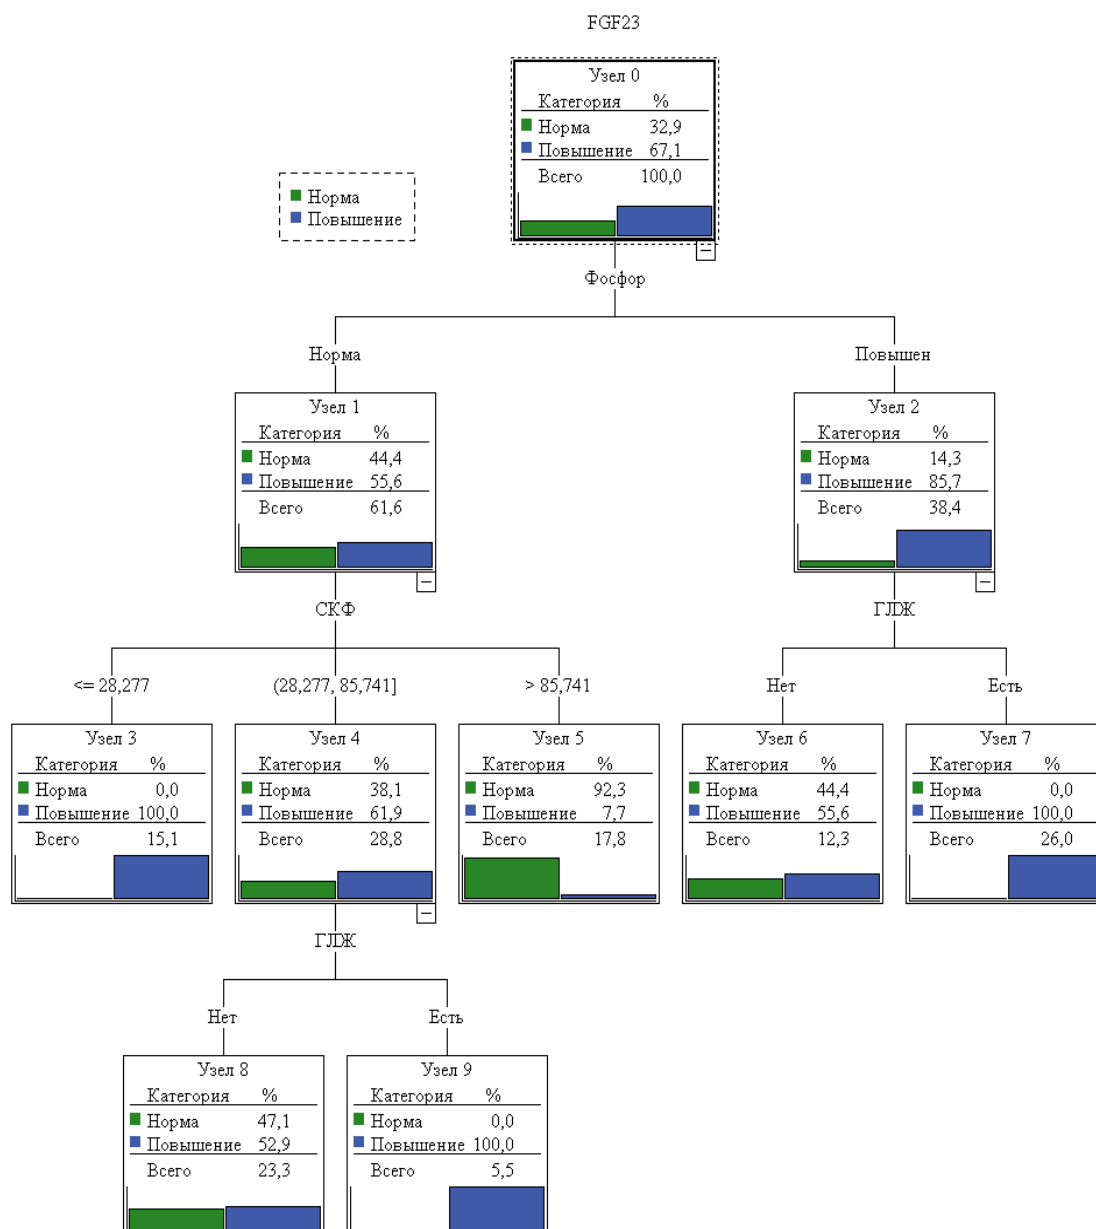 FGF23
Узел 0
Категория %
Норма 32,9
Повышение 67,1
Всего 100,0
Норма
Повышение
Фосфор
Норма
Повышен
Узел 1
Категория %
Норма 44,4
Повышение 55,6
Всего 61,6
Узел 2
Категория %
Норма 14,3
Повышение 85,7
Всего 38,4
СКФ
ГЛЖ
<= 28,277
(28,277, 85,741]
> 85,741
Нет
Есть
Узел 3
Категория %
Норма 0,0
Повышение 100,0
Всего 15,1
Узел 4
Категория %
Норма 38,1
Повышение 61,9
Всего 28,8
Узел 5
Категория %
Норма 92,3
Повышение 7,7
Всего 17,8
Узел 6
Категория %
Норма 44,4
Повышение 55,6
Всего 12,3
Узел 7
Категория %
Норма 0,0
Повышение 100,0
Всего 26,0
ГЛЖ
Нет
Есть
Узел 8
Категория %
Норма 47,1
Повышение 52,9
Всего 23,3
Узел 9
Категория %
Норма 0,0
Повышение 100,0
Всего 5,5